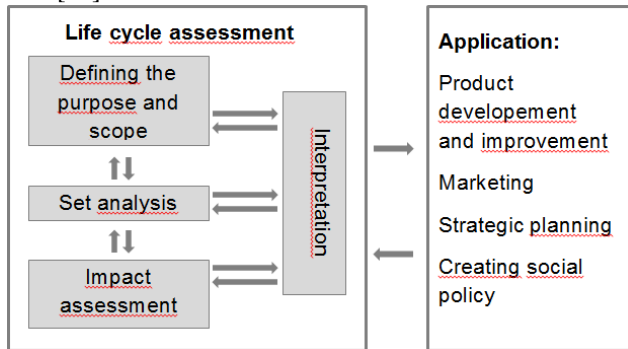 Life cycle assessment
Defining the
purpose and
scope
Set analysis
Impact
assessment
Interpretation
Application:
Product
developement
and improvement
Marketing
Strategic planning
Creating social
policy